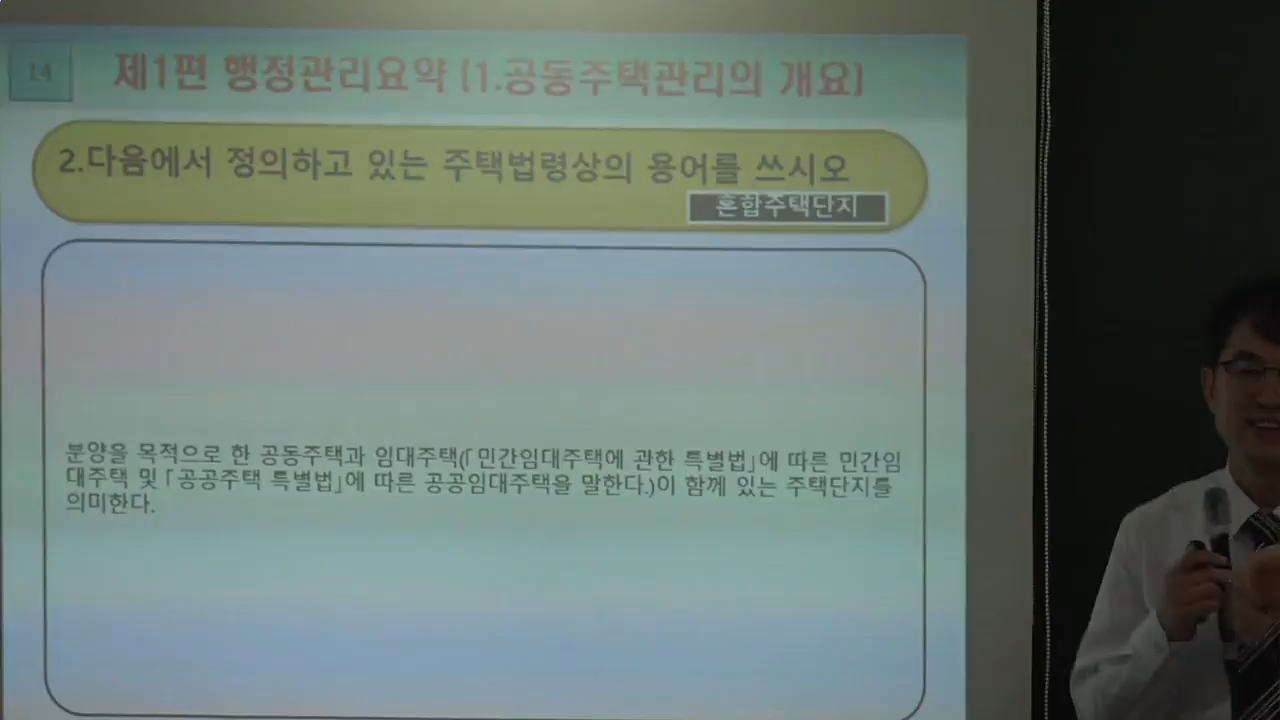 14
제1편 행정관리요약 (1.공동주택관리의 개요)
2.다음에서 정의하고 있는 주택법령상의 용어를 쓰시오
혼합주택단지
분양을 목적으로 한 공동주택과 임대주택(「민간임대주택에 관한 특별법」에 따른 민간임
대주택 및 「공공주택 특별법」에 따른 공공임대주택을 말한다.)이 함께 있는 주택단지를
의미한다.